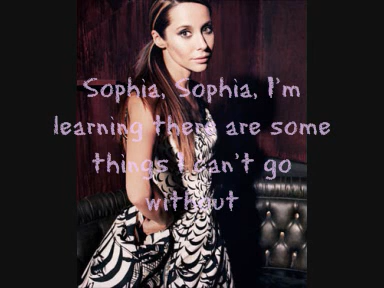 Sophia, Sophia, I'm
learning there are some
things I can't go
without